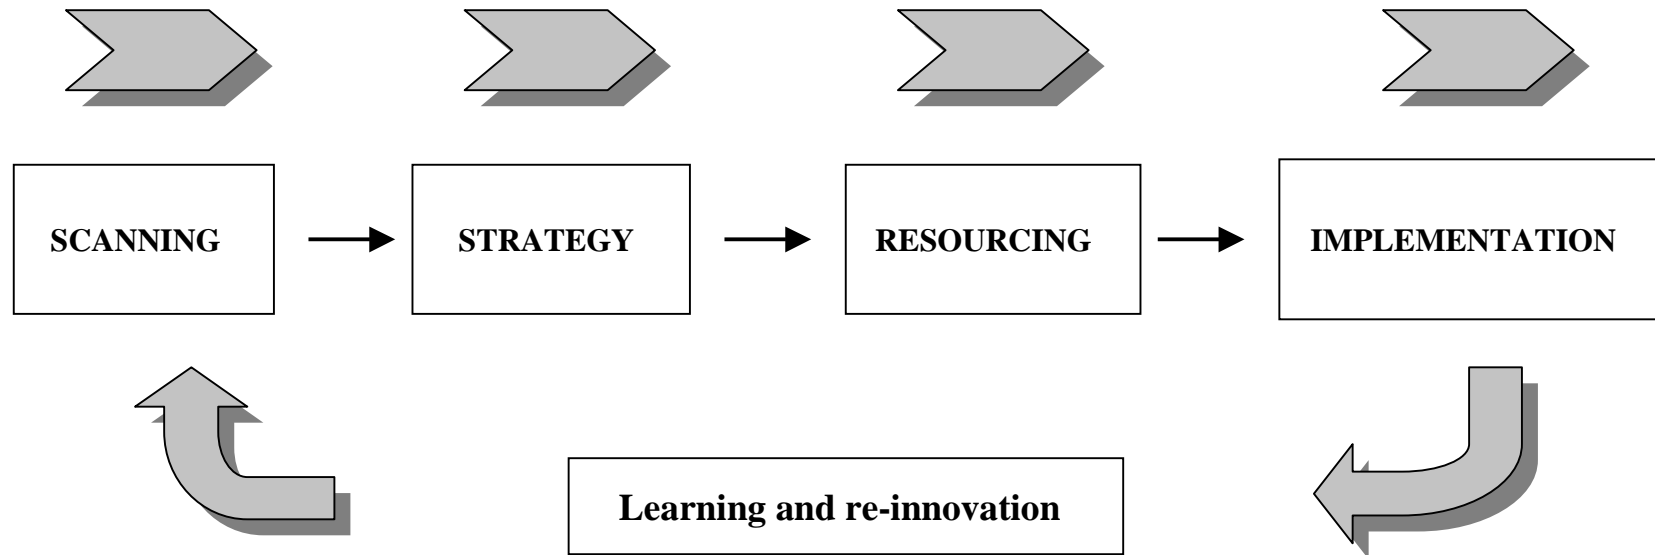 SCANNING
STRATEGY
RESOURCING
IMPLEMENTATION
Learning and re-innovation